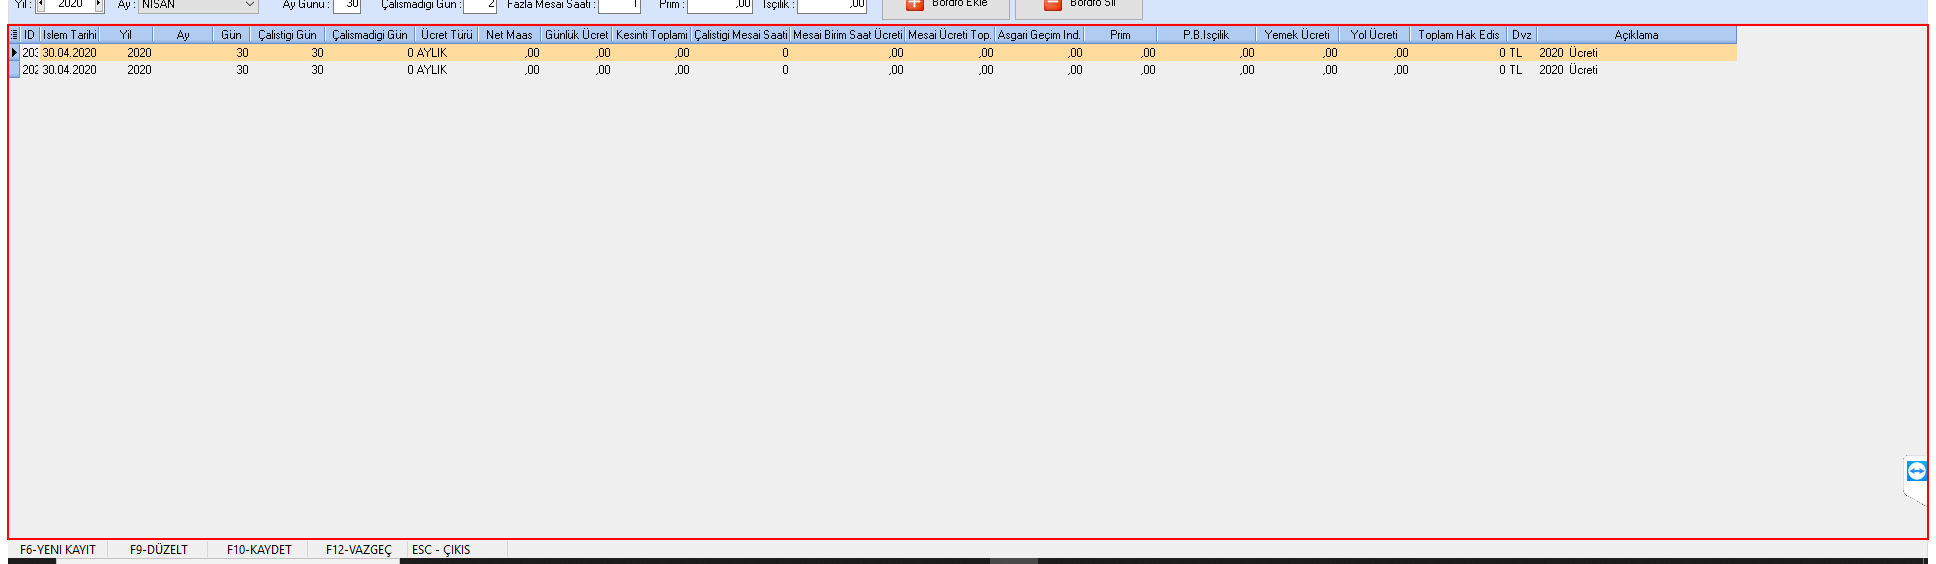 Yil : 2020 Ay : NISAN Ay Günü : 30 Çalismadigi Gün : 2 Fazla Mesai Saati : 1 Prim : ,00 Isçilik : ,00 Bordro Ekle Bordro Sil
ID Islem Tarihi Yil Ay Gün Çalistigi Gün Çalismadigi Gün Ücret Türü Net Maas Günlük Ücret Kesinti Toplami Çalistigi Mesai Saati Mesai Birim Saat Ücreti Mesai Ücreti Top. Asgari Geçim Ind. Prim P.B.Isçilik Yemek Ücreti Yol Ücreti Toplam Hak Edis Dvz Açiklama
203 30.04.2020 2020 30 30 0 AYLIK ,00 ,00 ,00 0 ,00 ,00 ,00 ,00 ,00 ,00 ,00 0 TL 2020 Ücreti
202 30.04.2020 2020 30 30 0 AYLIK ,00 ,00 ,00 0 ,00 ,00 ,00 ,00 ,00 ,00 ,00 0 TL 2020 Ücreti
F6-YENI KAYIT F9-DÜZELT F10-KAYDET F12-VAZGEÇ ESC - ÇIKIS